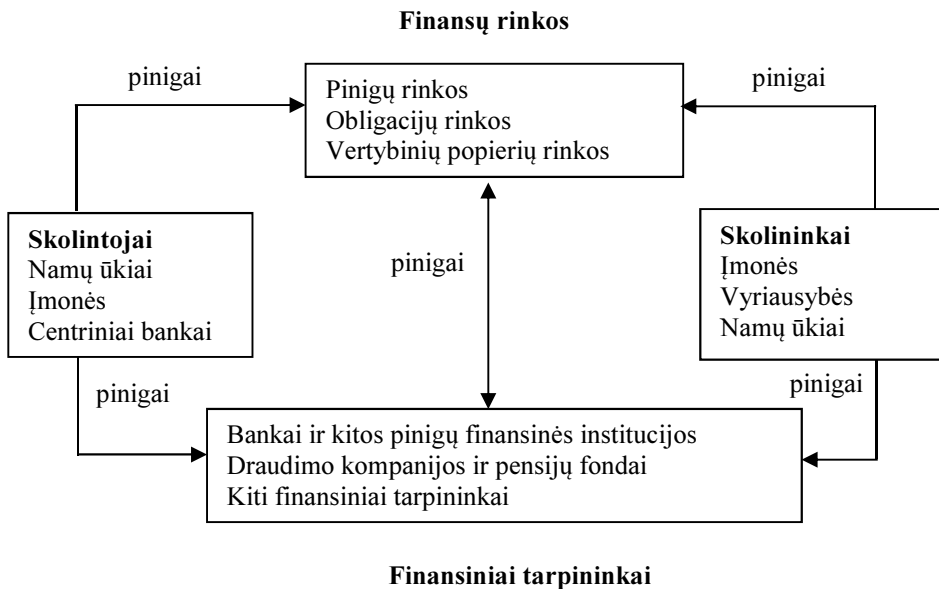 Finansų rinkos
pinigai
pinigai
Pinigų rinkos
Obligacijų rinkos
Vertybinių popierių rinkos
Skolintojai
Namų ūkiai
Įmonės
Centriniai bankai
pinigai
Skolininkai
Įmonės
Vyriausybės
Namų ūkiai
pinigai
pinigai
Bankai ir kitos pinigų finansinės institucijos
Draudimo kompanijos ir pensijų fondai
Kiti finansiniai tarpininkai
Finansiniai tarpininkai